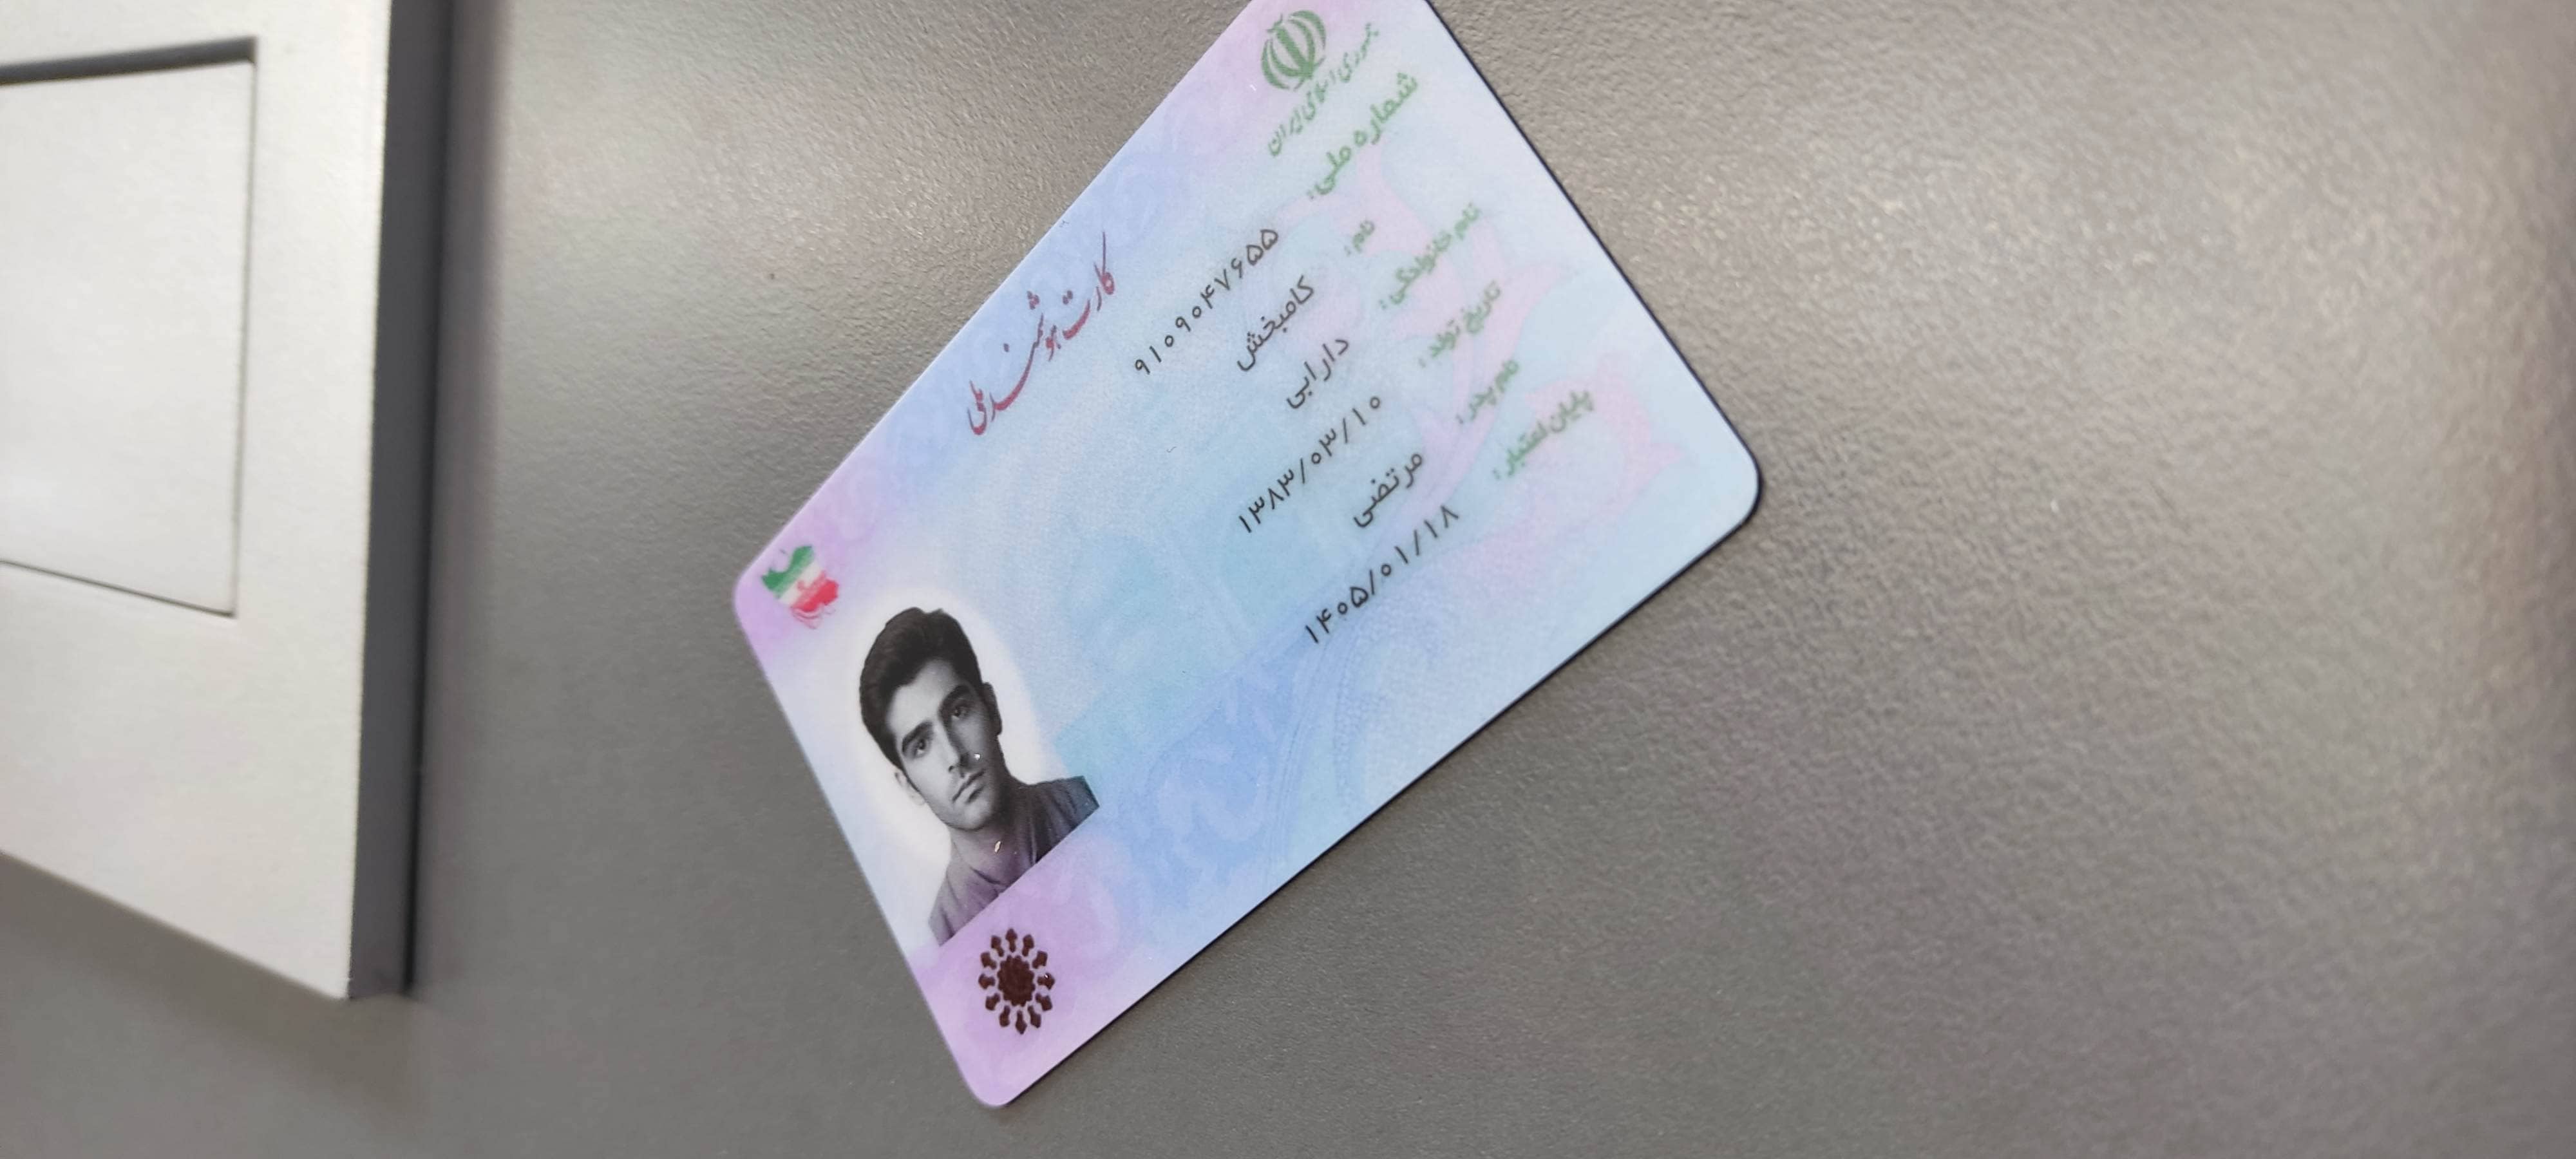 جمهوری اسلامی ایران
کارت هوشمند ملی
شماره ملی: ۹۱۰۹۰۴۷۶۵۵
نام: کامبخش
نام خانوادگی: دارابی
تاریخ تولد: ۱۳۸۳/۰۳/۱۰
نام پدر: مرتضی
پایان اعتبار: ۱۴۰۵/۰۱/۱۸